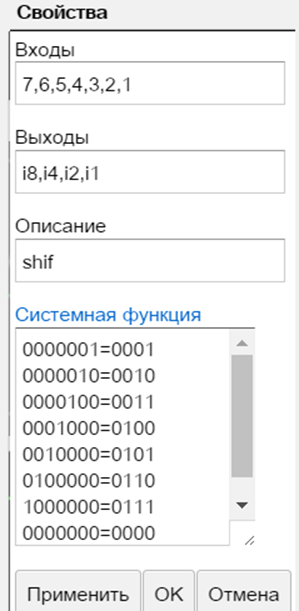 Свойства
Входы
7,6,5,4,3,2,1
Выходы
i8,i4,i2,i1
Описание
shif
Системная функция
0000001=0001
0000010=0010
0000100=0011
0001000=0100
0010000=0101
0100000=0110
1000000=0111
0000000=0000
Применить OK Отмена